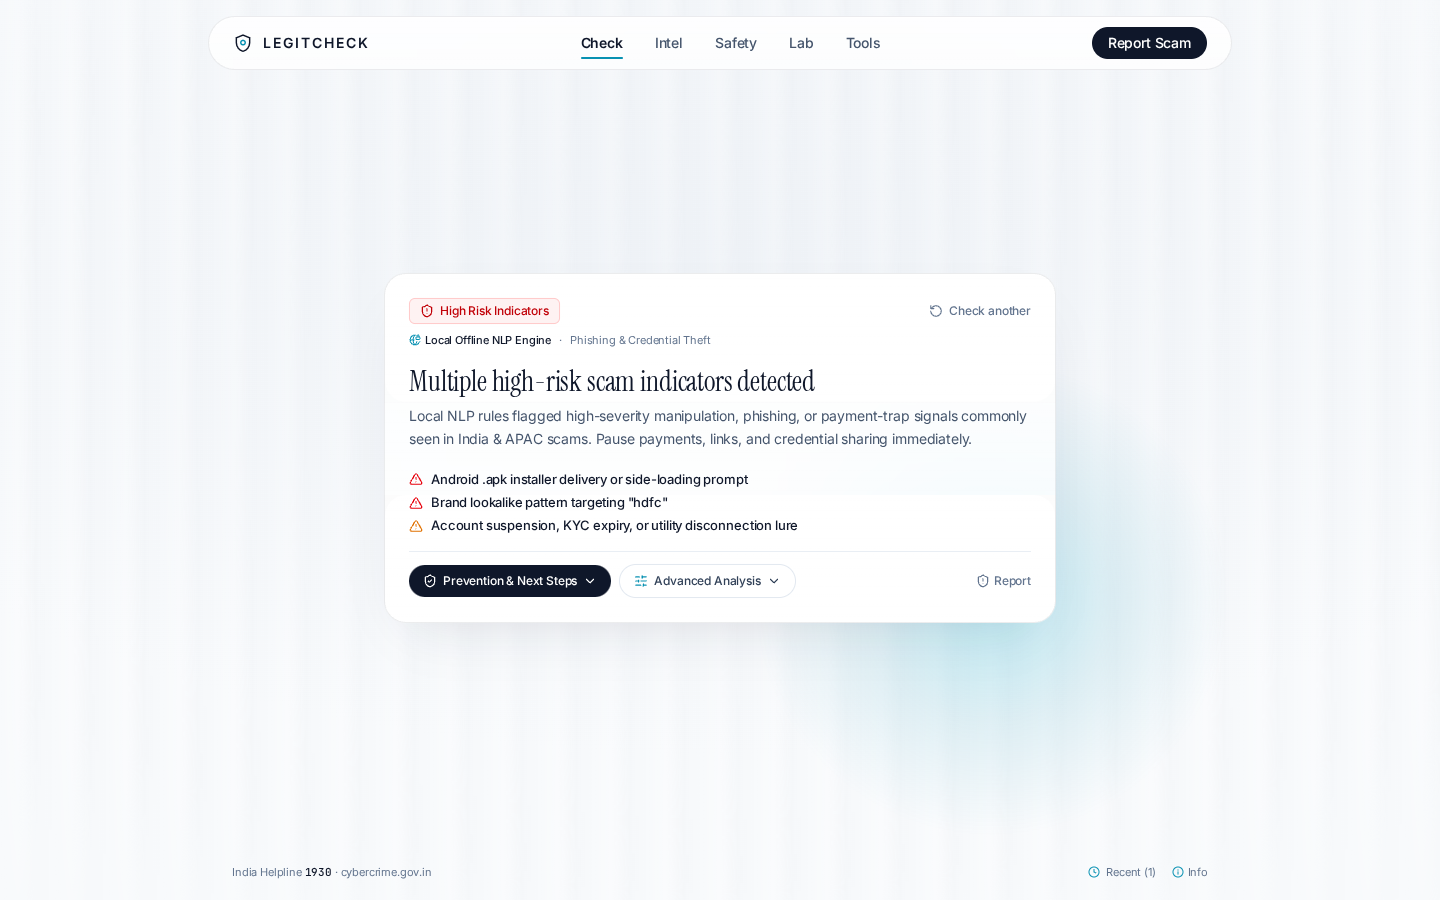 LEGITCHECK
Check
Intel
Safety
Lab
Tools
Report Scam
High Risk Indicators
Check another
Local Offline NLP Engine · Phishing & Credential Theft
Multiple high-risk scam indicators detected
Local NLP rules flagged high-severity manipulation, phishing, or payment-trap signals commonly
seen in India & APAC scams. Pause payments, links, and credential sharing immediately.
Android .apk installer delivery or side-loading prompt
Brand lookalike pattern targeting "hdfc"
Account suspension, KYC expiry, or utility disconnection lure
Prevention & Next Steps
Advanced Analysis
Report
India Helpline 1930 · cybercrime.gov.in
Recent (1)
Info